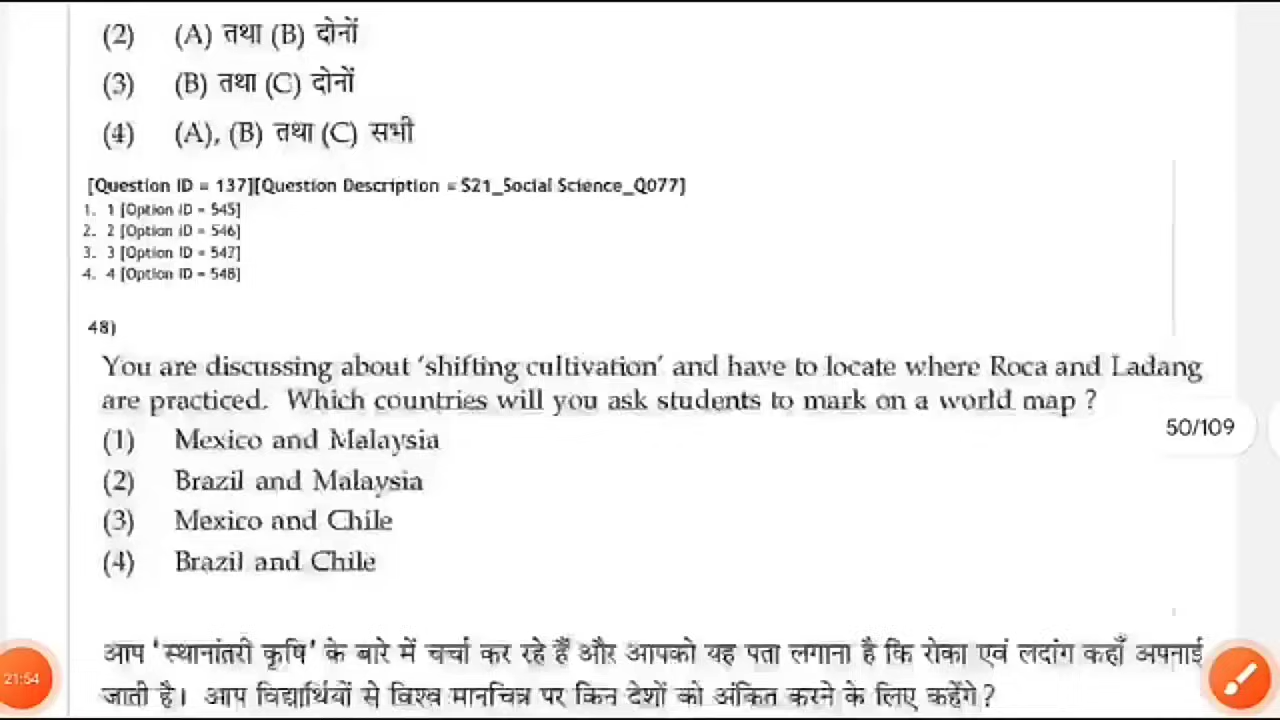 (2) (A) तथा (B) दोनों
(3) (B) तथा (C) दोनों
(4) (A), (B) तथा (C) सभी
[Question ID = 137][Question Description = S21_Social Science_Q077]
1. 1 [Option ID = 545]
2. 2 [Option ID = 546]
3. 3 [Option ID = 547]
4. 4 [Option ID = 548]
48)
You are discussing about 'shifting cultivation' and have to locate where Roca and Ladang
are practiced. Which countries will you ask students to mark on a world map ?
50/109
(1) Mexico and Malaysia
(2) Brazil and Malaysia
(3) Mexico and Chile
(4) Brazil and Chile
आप 'स्थानांतरी कृषि' के बारे में चर्चा कर रहे हैं और आपको यह पता लगाना है कि रोका एवं लदांग कहाँ अपनाई
21:54
जाती है। आप विद्यार्थियों से विश्व मानचित्र पर किन देशों को अंकित करने के लिए कहेंगे ?